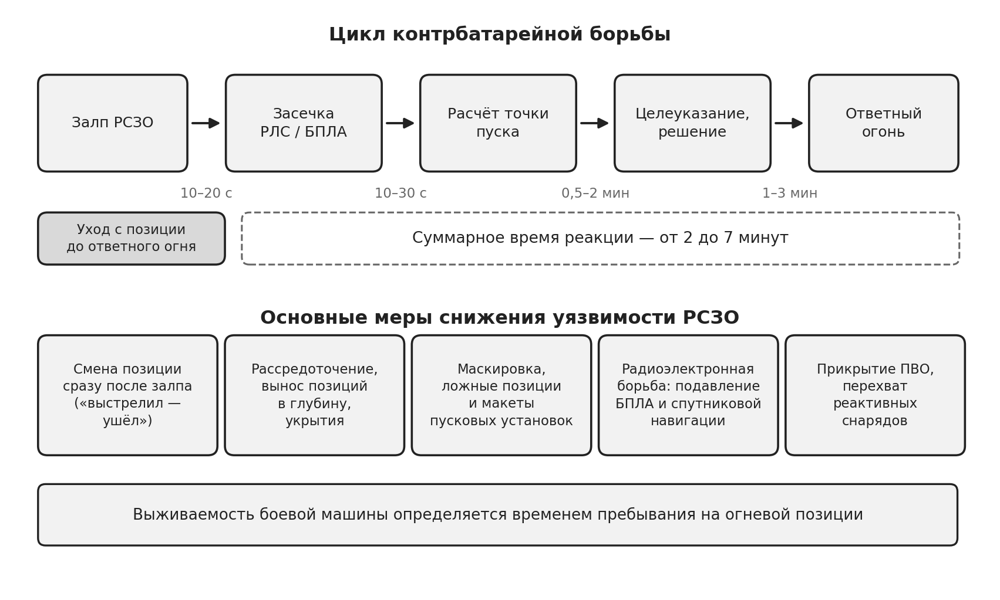 Цикл контрбатарейной борьбы
Залп РСЗО
Засечка
РЛС / БПЛА
Расчёт точки
пуска
Целеуказание,
решение
Ответный
огонь
10–20 с
10–30 с
0,5–2 мин
1–3 мин
Уход с позиции
до ответного огня
Суммарное время реакции — от 2 до 7 минут
Основные меры снижения уязвимости РСЗО
Смена позиции
сразу после залпа
(«выстрелил —
ушёл»)
Рассредоточение,
вынос позиций
в глубину,
укрытия
Маскировка,
ложные позиции
и макеты
пусковых установок
Радиоэлектронная
борьба: подавление
БПЛА и спутниковой
навигации
Прикрытие ПВО,
перехват
реактивных
снарядов
Выживаемость боевой машины определяется временем пребывания на огневой позиции